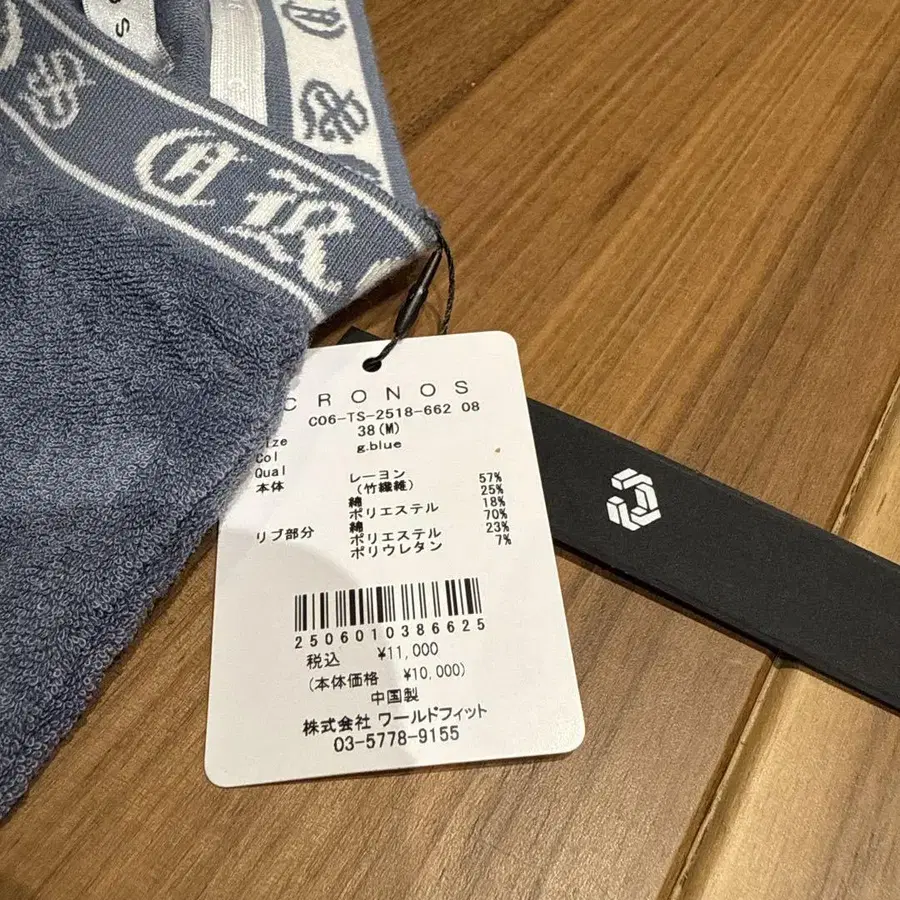 O R
CRONOS
C06-TS-2518-662 08
Size 38(M)
Col g.blue
Qual
本体 レーヨン 57%
(竹繊維)
綿 25%
ポリエステル 18%
リブ部分 綿 70%
ポリエステル 23%
ポリウレタン 7%
2506010386625
税込 ¥11,000
(本体価格 ¥10,000)
中国製
株式会社 ワールドフィット
03-5778-9155